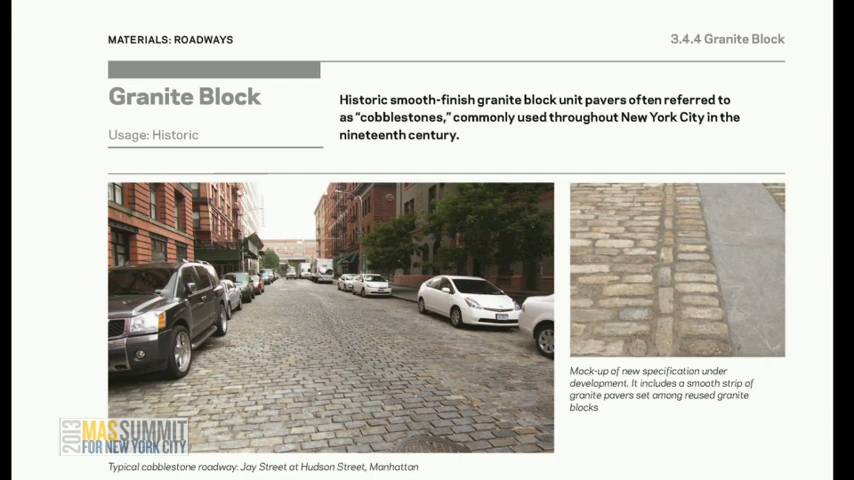 MATERIALS: ROADWAYS
3.4.4 Granite Block
Granite Block
Usage: Historic
Historic smooth-finish granite block unit pavers often referred to
as “cobblestones,” commonly used throughout New York City in the
nineteenth century.
Mock-up of new specification under
development. It includes a smooth strip of
granite pavers set among reused granite
blocks
2013
MAS SUMMIT
FOR NEW YORK CITY
Typical cobblestone roadway: Jay Street at Hudson Street, Manhattan